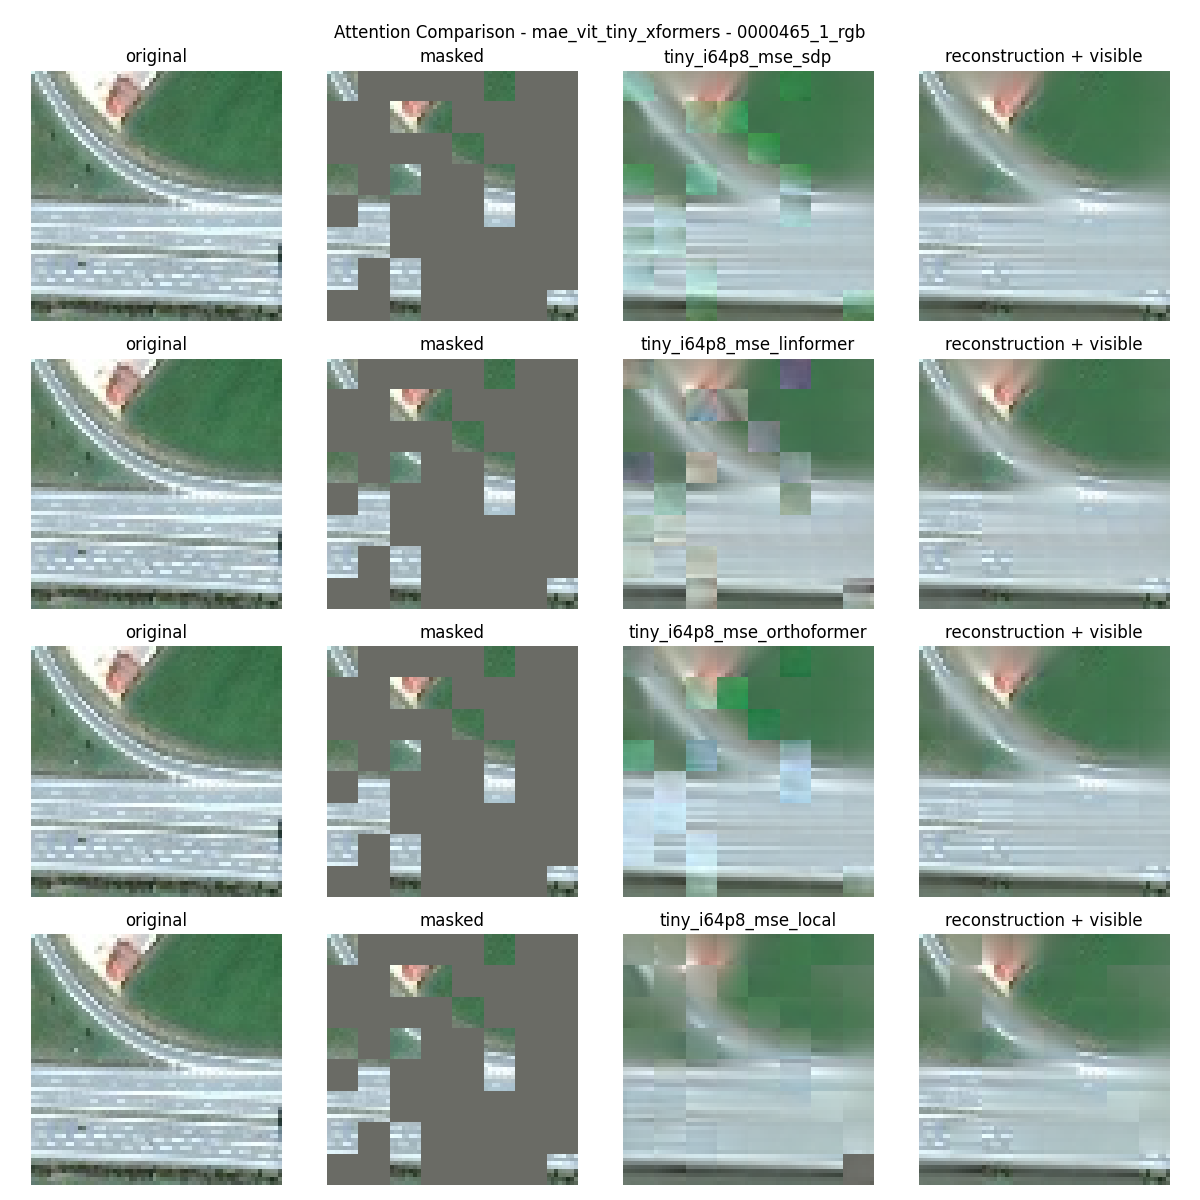 Attention Comparison - mae_vit_tiny_xformers - 0000465_1_rgb
original masked tiny_i64p8_mse_sdp reconstruction + visible
original masked tiny_i64p8_mse_linformer reconstruction + visible
original masked tiny_i64p8_mse_orthoformer reconstruction + visible
original masked tiny_i64p8_mse_local reconstruction + visible